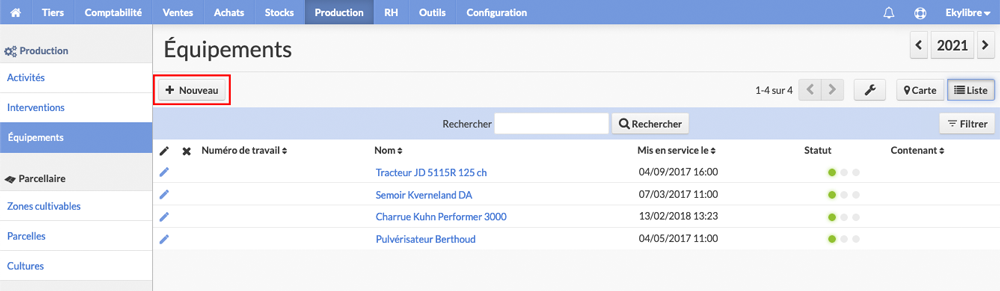 Tiers Comptabilité Ventes Achats Stocks Production RH Outils Configuration Ekylibre
Production
Activités
Interventions
Équipements
Parcellaire
Zones cultivables
Parcelles
Cultures
Équipements
2021
Nouveau
1-4 sur 4
Carte
Liste
Rechercher
Rechercher
Filtrer
Numéro de travail Nom Mis en service le Statut Contenant
Tracteur JD 5115R 125 ch 04/09/2017 16:00
Semoir Kverneland DA 07/03/2017 11:00
Charrue Kuhn Performer 3000 13/02/2018 13:23
Pulvérisateur Berthoud 04/05/2017 11:00